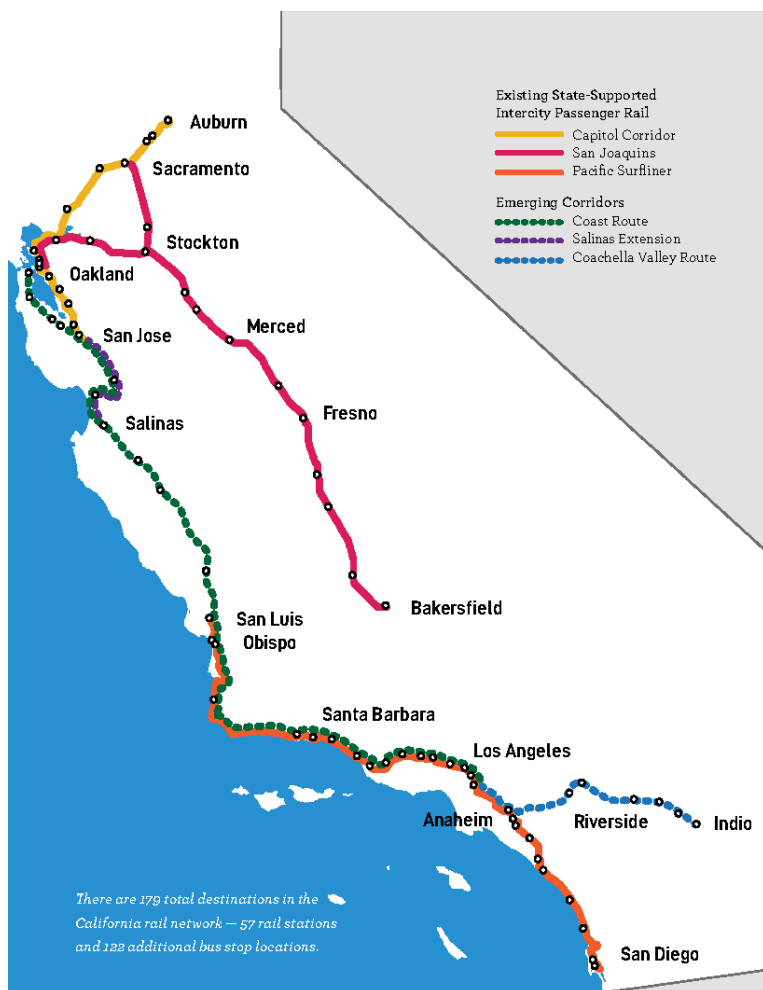 Existing State-Supported
Intercity Passenger Rail
Capitol Corridor
San Joaquins
Pacific Surfliner
Emerging Corridors
Coast Route
Salinas Extension
Coachella Valley Route
Auburn
Sacramento
Stockton
Oakland
San Jose
Merced
Salinas
Fresno
Bakersfield
San Luis
Obispo
Santa Barbara
Los Angeles
Anaheim
Riverside
Indio
San Diego
There are 179 total destinations in the
California rail network — 57 rail stations
and 122 additional bus stop locations.